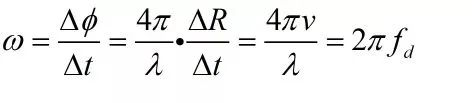 ω = Δϕ/Δt = 4π/λ • ΔR/Δt = 4πv/λ = 2πf_d